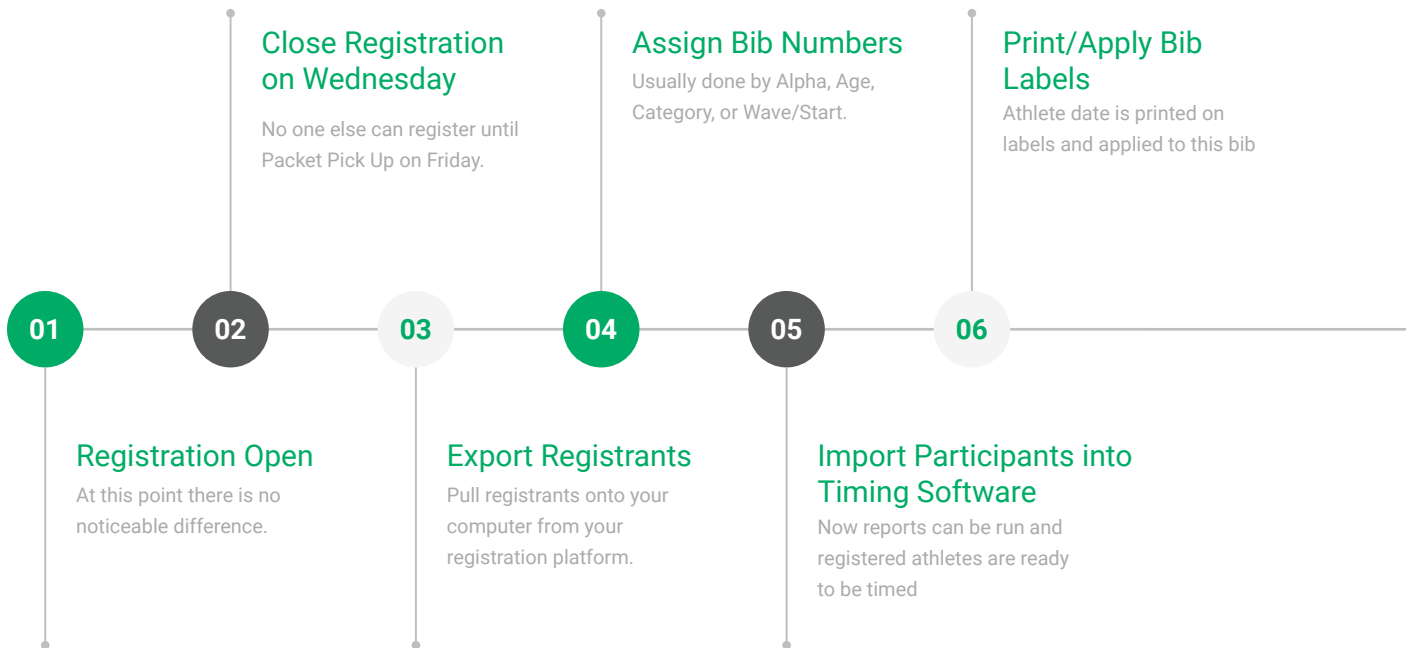 Close Registration
on Wednesday
No one else can register until
Packet Pick Up on Friday.
Assign Bib Numbers
Usually done by Alpha, Age,
Category, or Wave/Start.
Print/Apply Bib
Labels
Athlete date is printed on
labels and applied to this bib
01
02
03
04
05
06
Registration Open
At this point there is no
noticeable difference.
Export Registrants
Pull registrants onto your
computer from your
registration platform.
Import Participants into
Timing Software
Now reports can be run and
registered athletes are ready
to be timed